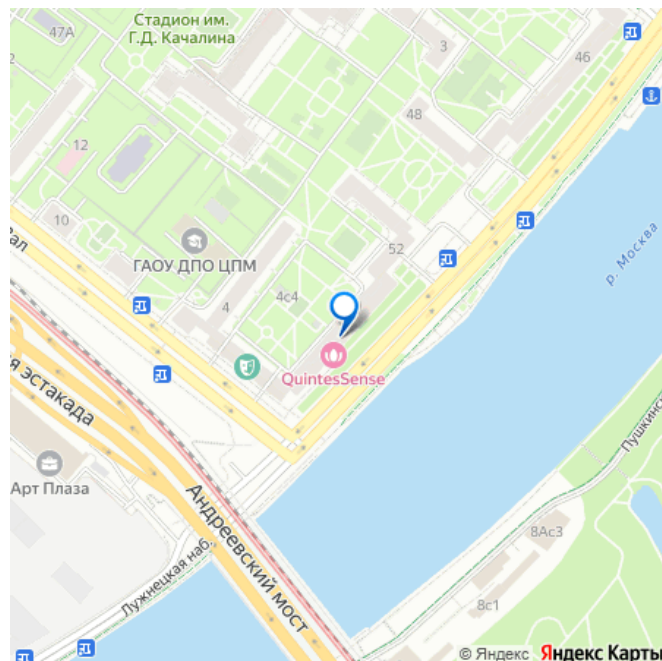 47А
Стадион им.
Г.Д. Качалина
3
46
48
12
10
Вал
ГАОУ ДПО ЦПМ
52
р. Москва
4
4с4
QuintesSense
я эстакада
Арт Плаза
Андреевский мост
Лужнецкая наб.
Пушкинск
8Ас3
8с1
© Яндекс Яндекс Карты